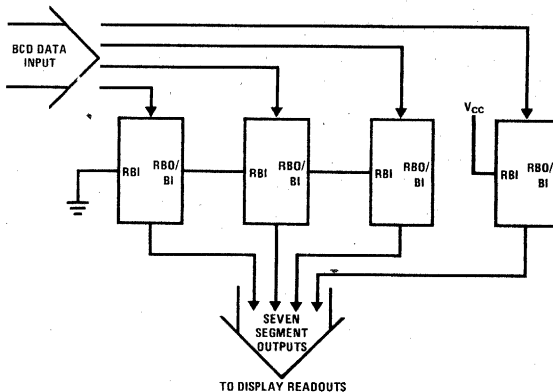 BCD DATA
INPUT
VCC
RBI
RBO/
BI
RBI
RBO/
BI
RBI
RBO/
BI
RBI
RBO/
BI
SEVEN
SEGMENT
OUTPUTS
TO DISPLAY READOUTS